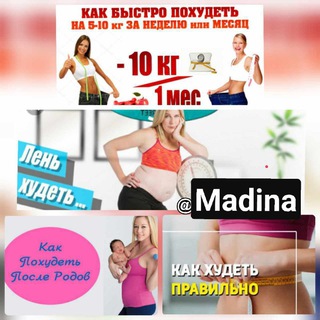 КАК БЫСТРО ПОХУДЕТЬ
НА 5-10 кг ЗА НЕДЕЛЮ или МЕСЯЦ
- 10 кг
1 мес
Лень
худеть...
@Madina
Как
Похудеть
После Родов
КАК ХУДЕТЬ
ПРАВИЛЬНО